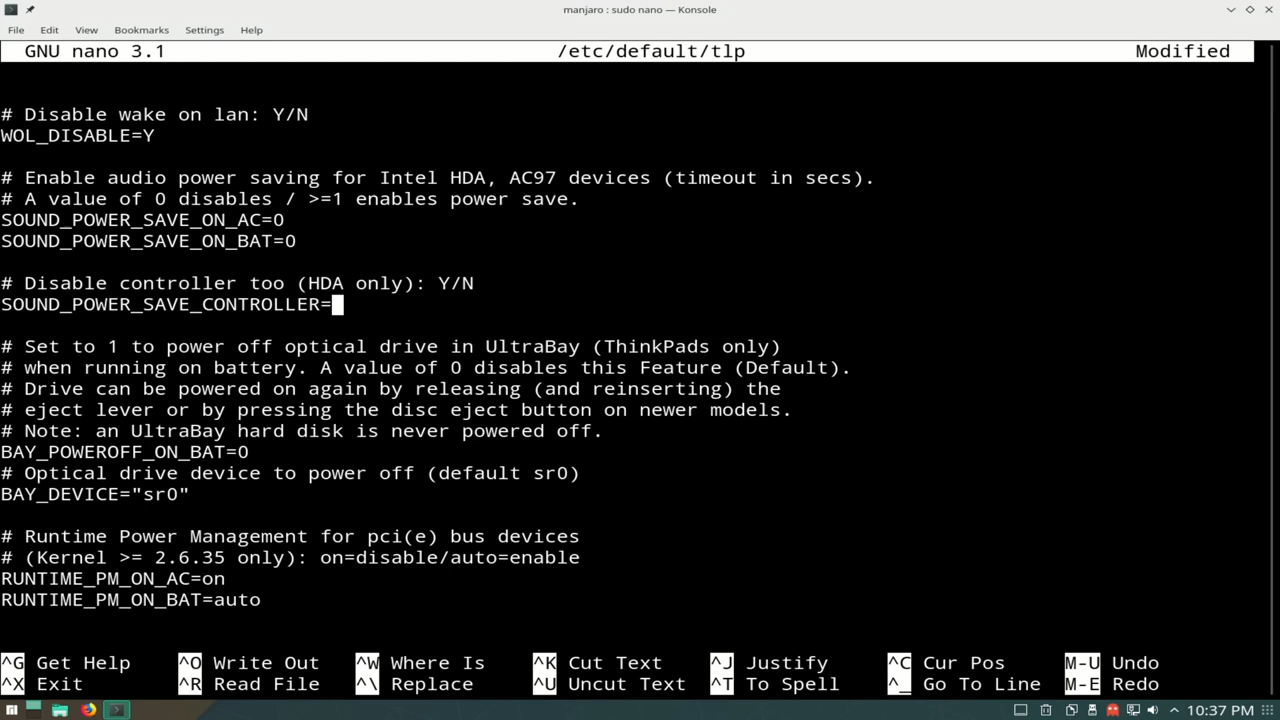 manjaro : sudo nano — Konsole
File Edit View Bookmarks Settings Help
GNU nano 3.1 /etc/default/tlp Modified
# Disable wake on lan: Y/N
WOL_DISABLE=Y
# Enable audio power saving for Intel HDA, AC97 devices (timeout in secs).
# A value of 0 disables / >=1 enables power save.
SOUND_POWER_SAVE_ON_AC=0
SOUND_POWER_SAVE_ON_BAT=0
# Disable controller too (HDA only): Y/N
SOUND_POWER_SAVE_CONTROLLER=
# Set to 1 to power off optical drive in UltraBay (ThinkPads only)
# when running on battery. A value of 0 disables this Feature (Default).
# Drive can be powered on again by releasing (and reinserting) the
# eject lever or by pressing the disc eject button on newer models.
# Note: an UltraBay hard disk is never powered off.
BAY_POWEROFF_ON_BAT=0
# Optical drive device to power off (default sr0)
BAY_DEVICE="sr0"
# Runtime Power Management for pci(e) bus devices
# (Kernel >= 2.6.35 only): on=disable/auto=enable
RUNTIME_PM_ON_AC=on
RUNTIME_PM_ON_BAT=auto
^G Get Help ^O Write Out ^W Where Is ^K Cut Text ^J Justify ^C Cur Pos M-U Undo
^X Exit ^R Read File ^\ Replace ^U Uncut Text ^T To Spell ^_ Go To Line M-E Redo
10:37 PM